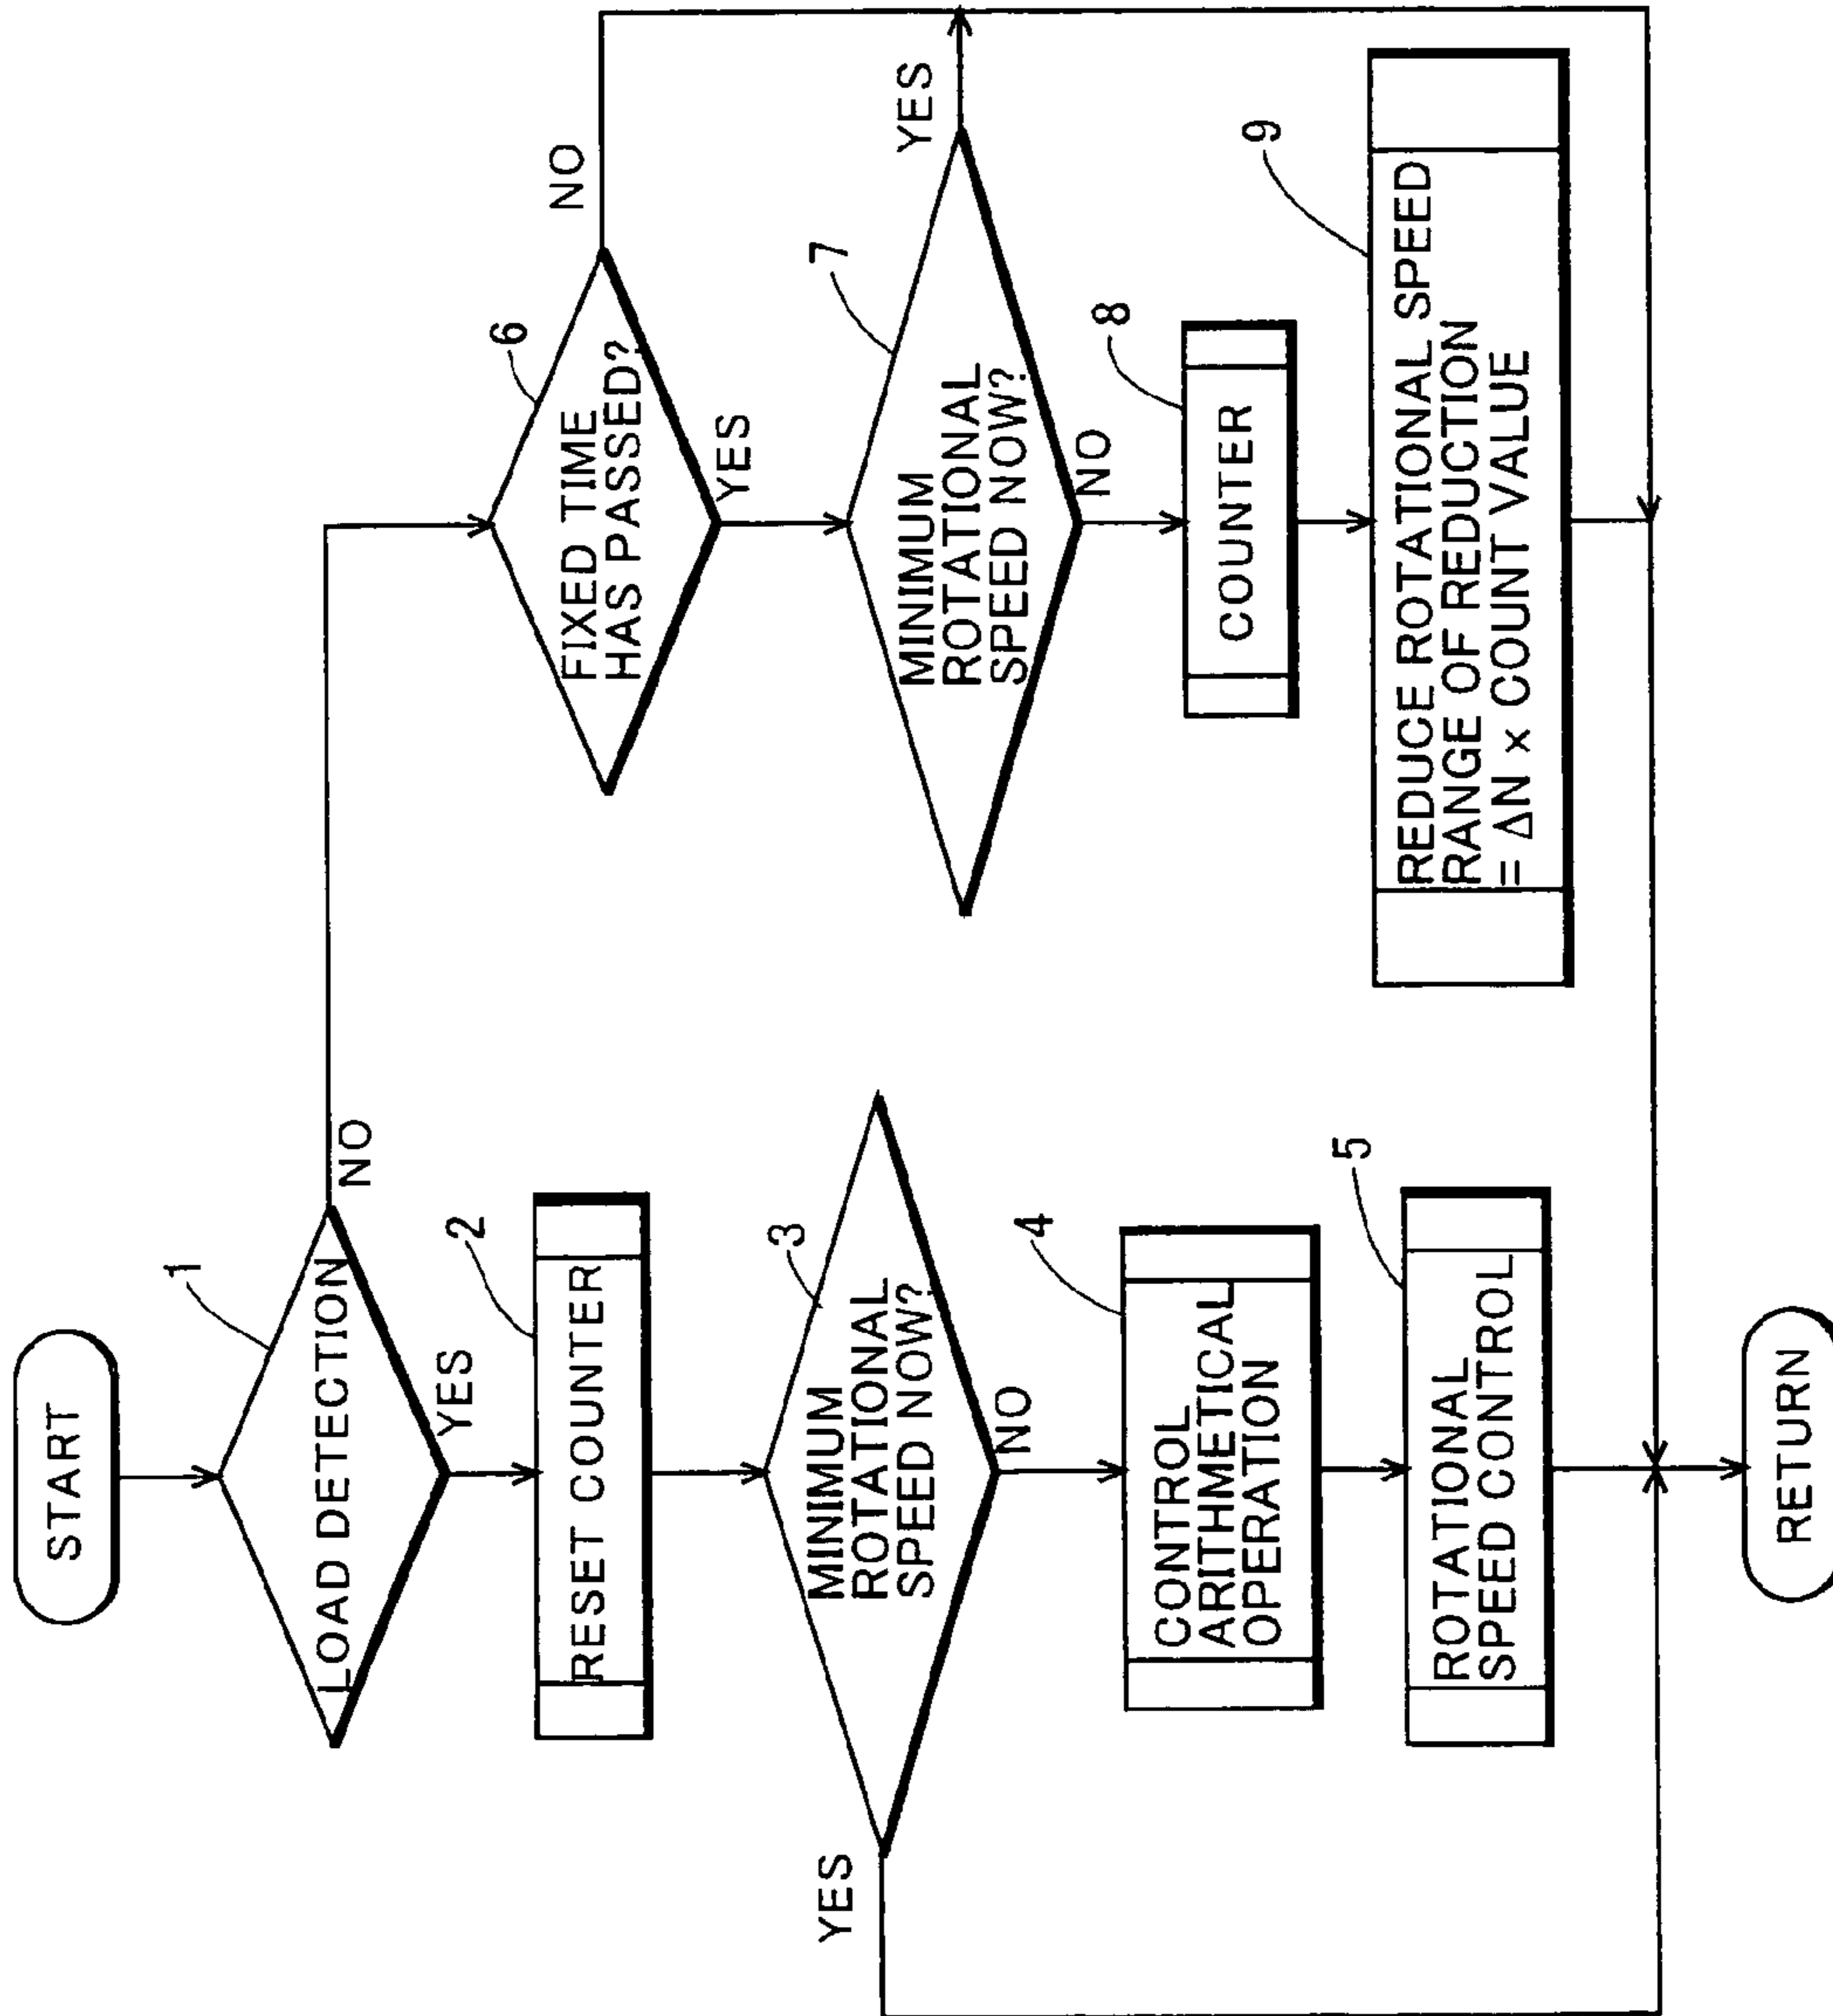 START
1
LOAD DETECTION
NO
YES
2
RESET COUNTER
3
MINIMUM
ROTATIONAL
SPEED NOW?
YES
NO
4
CONTROL
ARITHMETICAL
OPERATION
5
ROTATIONAL
SPEED CONTROL
RETURN
6
FIXED TIME
HAS PASSED?
NO
YES
7
MINIMUM
ROTATIONAL
SPEED NOW?
YES
NO
8
COUNTER
9
REDUCE ROTATIONAL SPEED
RANGE OF REDUCTION
= ΔN × COUNT VALUE